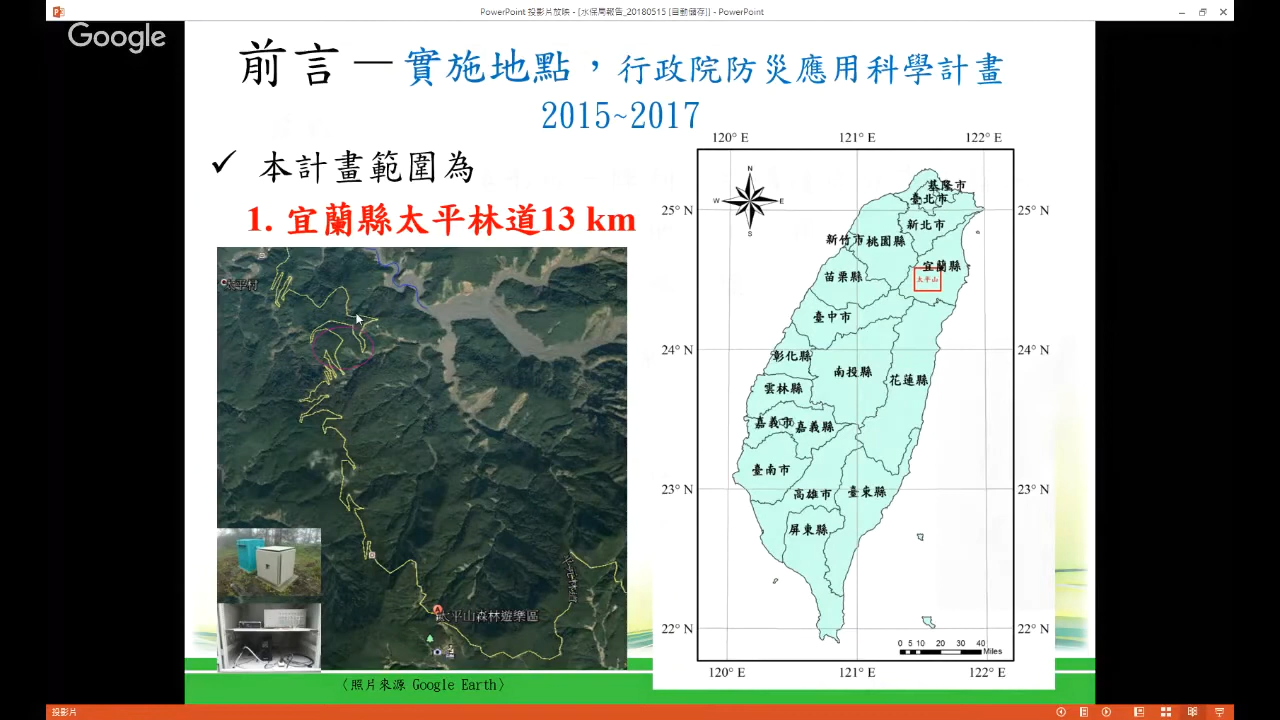 PowerPoint 投影片放映 - [水保局報告_20180515 [自動儲存]] - PowerPoint
Google
前言－實施地點，行政院防災應用科學計畫
2015~2017
✓ 本計畫範圍為
1. 宜蘭縣太平林道13 km
太平山森林遊樂區
〈照片來源 Google Earth〉
120° E 121° E 122° E
N
W E
S
基隆市
臺北市
25° N 25° N
新北市
新竹市 桃園縣
宜蘭縣
苗栗縣
太平山
臺中市
24° N 24° N
彰化縣
南投縣
花蓮縣
雲林縣
嘉義市 嘉義縣
臺南市
23° N 23° N
高雄市 臺東縣
屏東縣
22° N 22° N
0 5 10 20 30 40
Miles
120° E 121° E 122° E
投影片